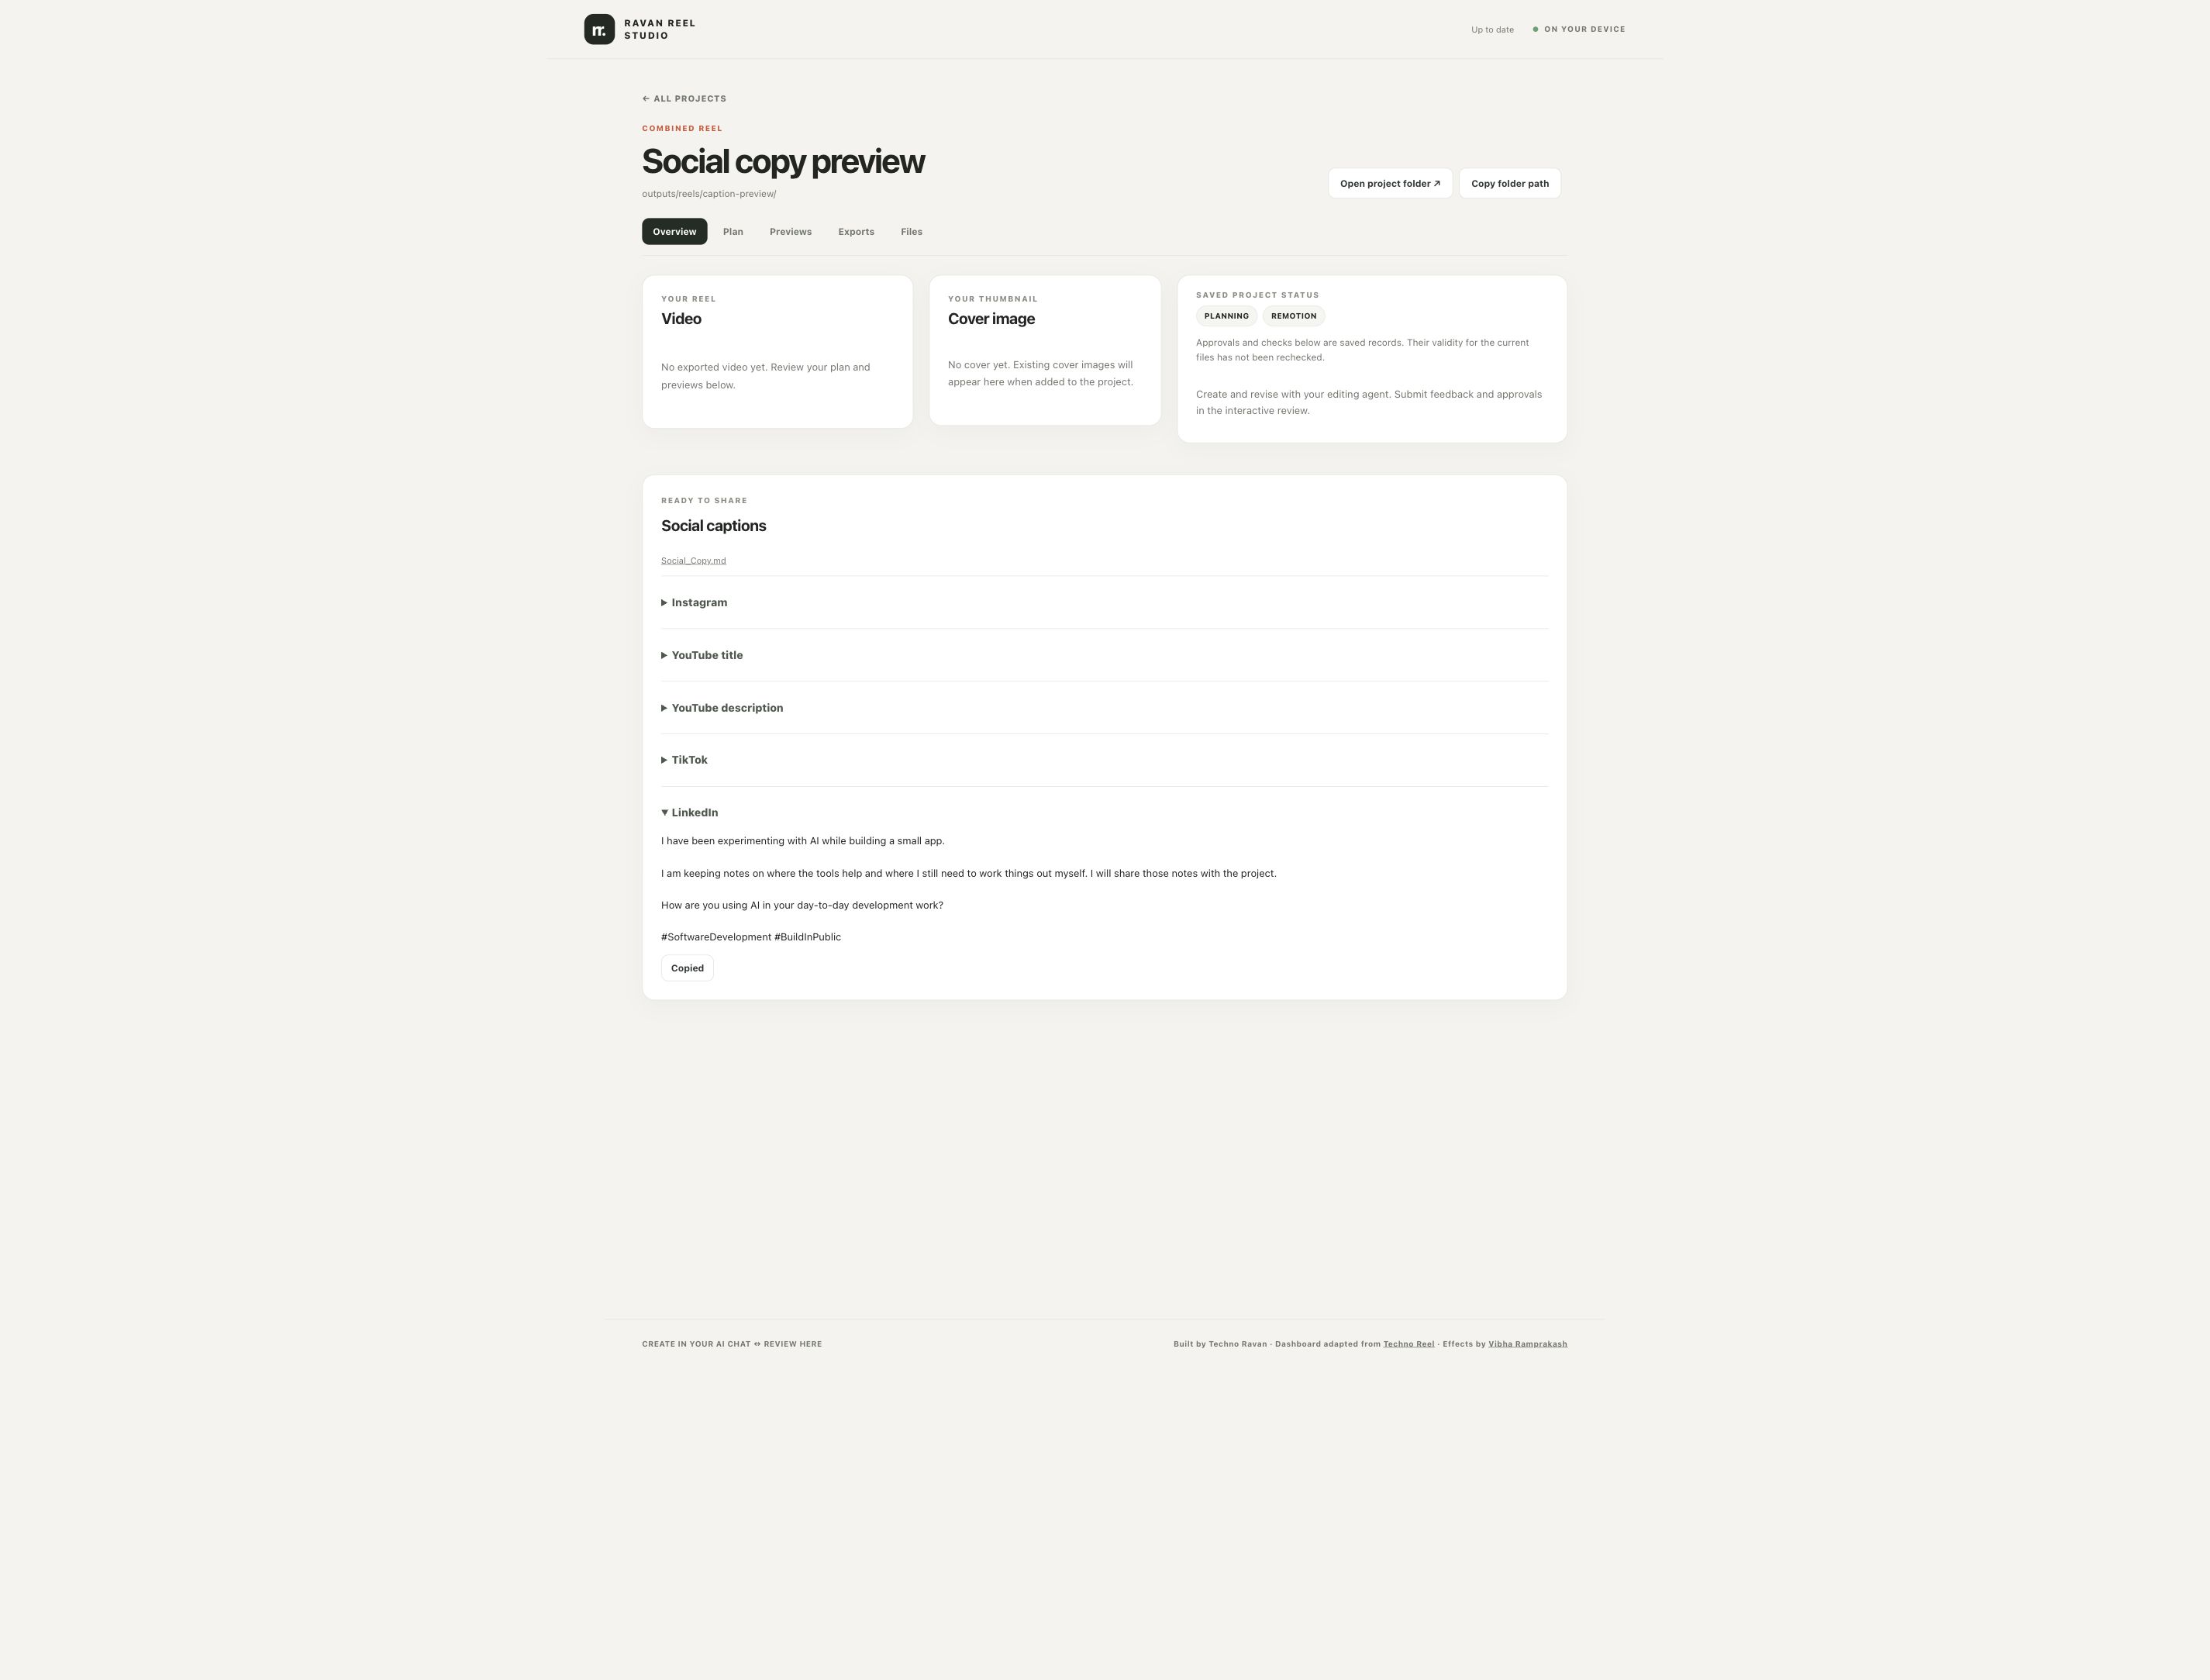 rr.
RAVAN REEL
STUDIO
Up to date
ON YOUR DEVICE
← ALL PROJECTS
COMBINED REEL
Social copy preview
outputs/reels/caption-preview/
Open project folder ↗
Copy folder path
Overview
Plan
Previews
Exports
Files
YOUR REEL
Video
No exported video yet. Review your plan and
previews below.
YOUR THUMBNAIL
Cover image
No cover yet. Existing cover images will
appear here when added to the project.
SAVED PROJECT STATUS
PLANNING
REMOTION
Approvals and checks below are saved records. Their validity for the current
files has not been rechecked.
Create and revise with your editing agent. Submit feedback and approvals
in the interactive review.
READY TO SHARE
Social captions
Social_Copy.md
▶ Instagram
▶ YouTube title
▶ YouTube description
▶ TikTok
▼ LinkedIn
I have been experimenting with AI while building a small app.
I am keeping notes on where the tools help and where I still need to work things out myself. I will share those notes with the project.
How are you using AI in your day-to-day development work?
#SoftwareDevelopment #BuildInPublic
Copied
CREATE IN YOUR AI CHAT ↔ REVIEW HERE
Built by Techno Ravan · Dashboard adapted from Techno Reel · Effects by Vibha Ramprakash